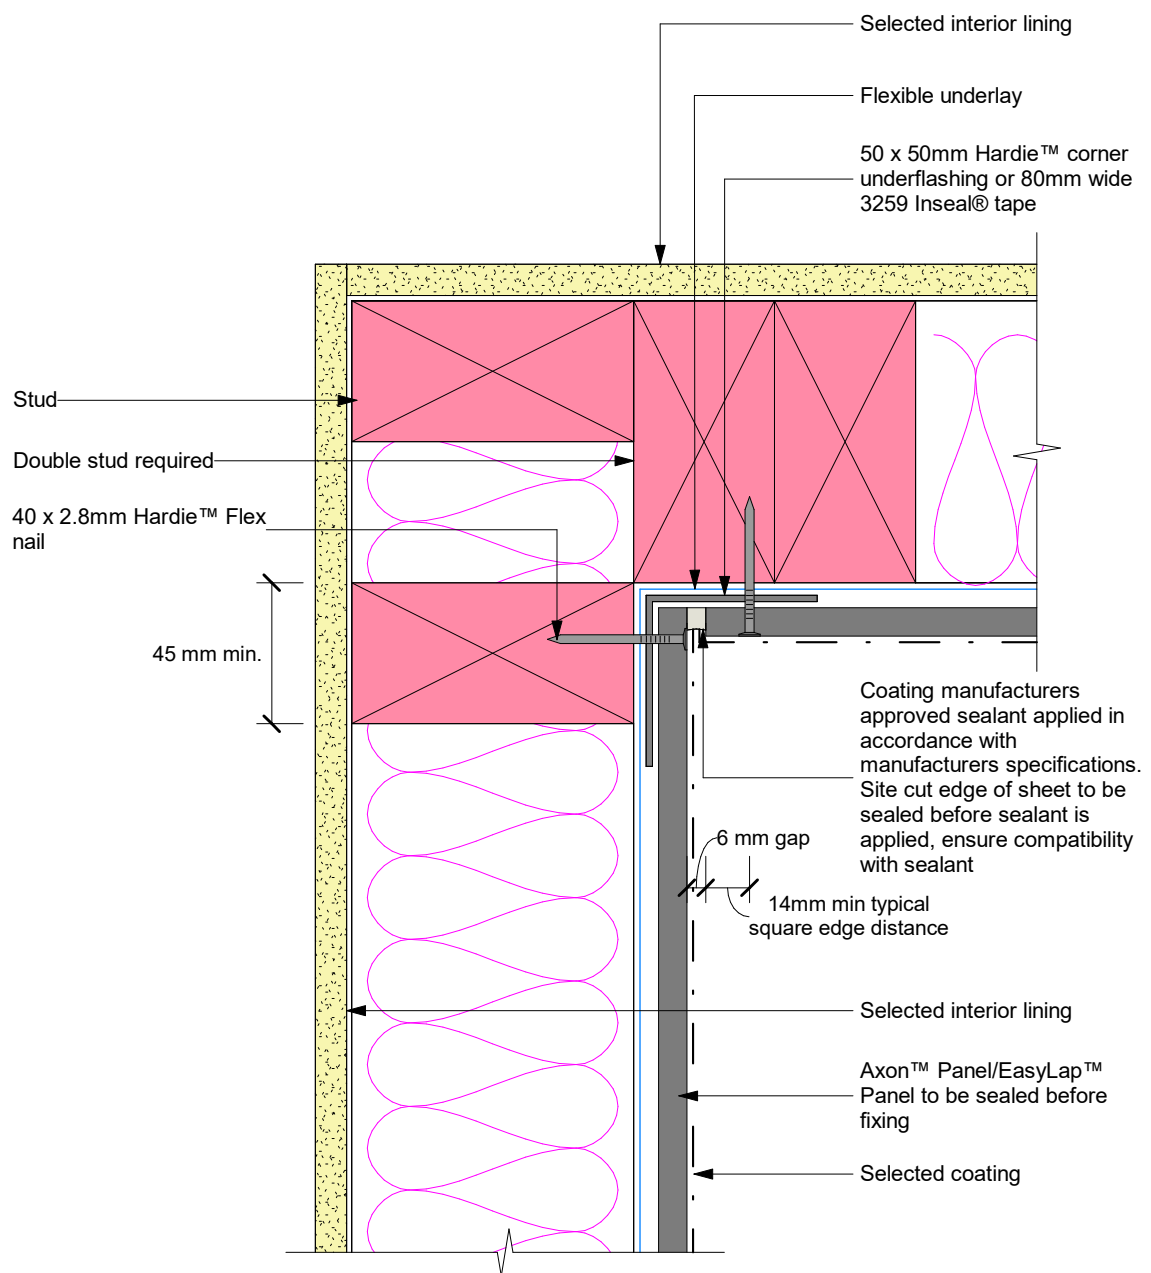 Selected interior lining
Flexible underlay
50 x 50mm Hardie™ corner
underflashing or 80mm wide
3259 Inseal® tape
Stud
Double stud required
40 x 2.8mm Hardie™ Flex
nail
45 mm min.
Coating manufacturers
approved sealant applied in
accordance with
manufacturers specifications.
Site cut edge of sheet to be
sealed before sealant is
applied, ensure compatibility
with sealant
6 mm gap
14mm min typical
square edge distance
Selected interior lining
Axon™ Panel/EasyLap™
Panel to be sealed before
fixing
Selected coating